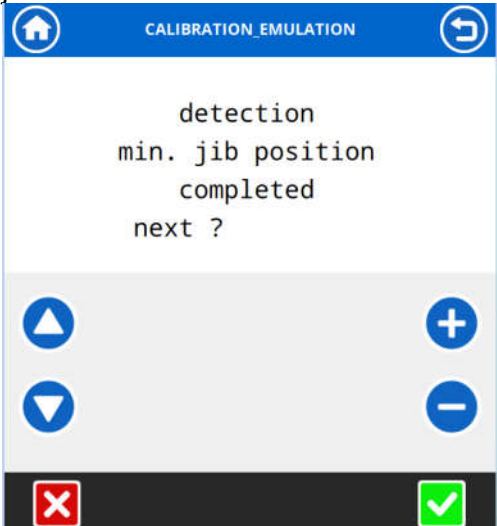 CALIBRATION_EMULATION
detection
min. jib position
completed
next ?